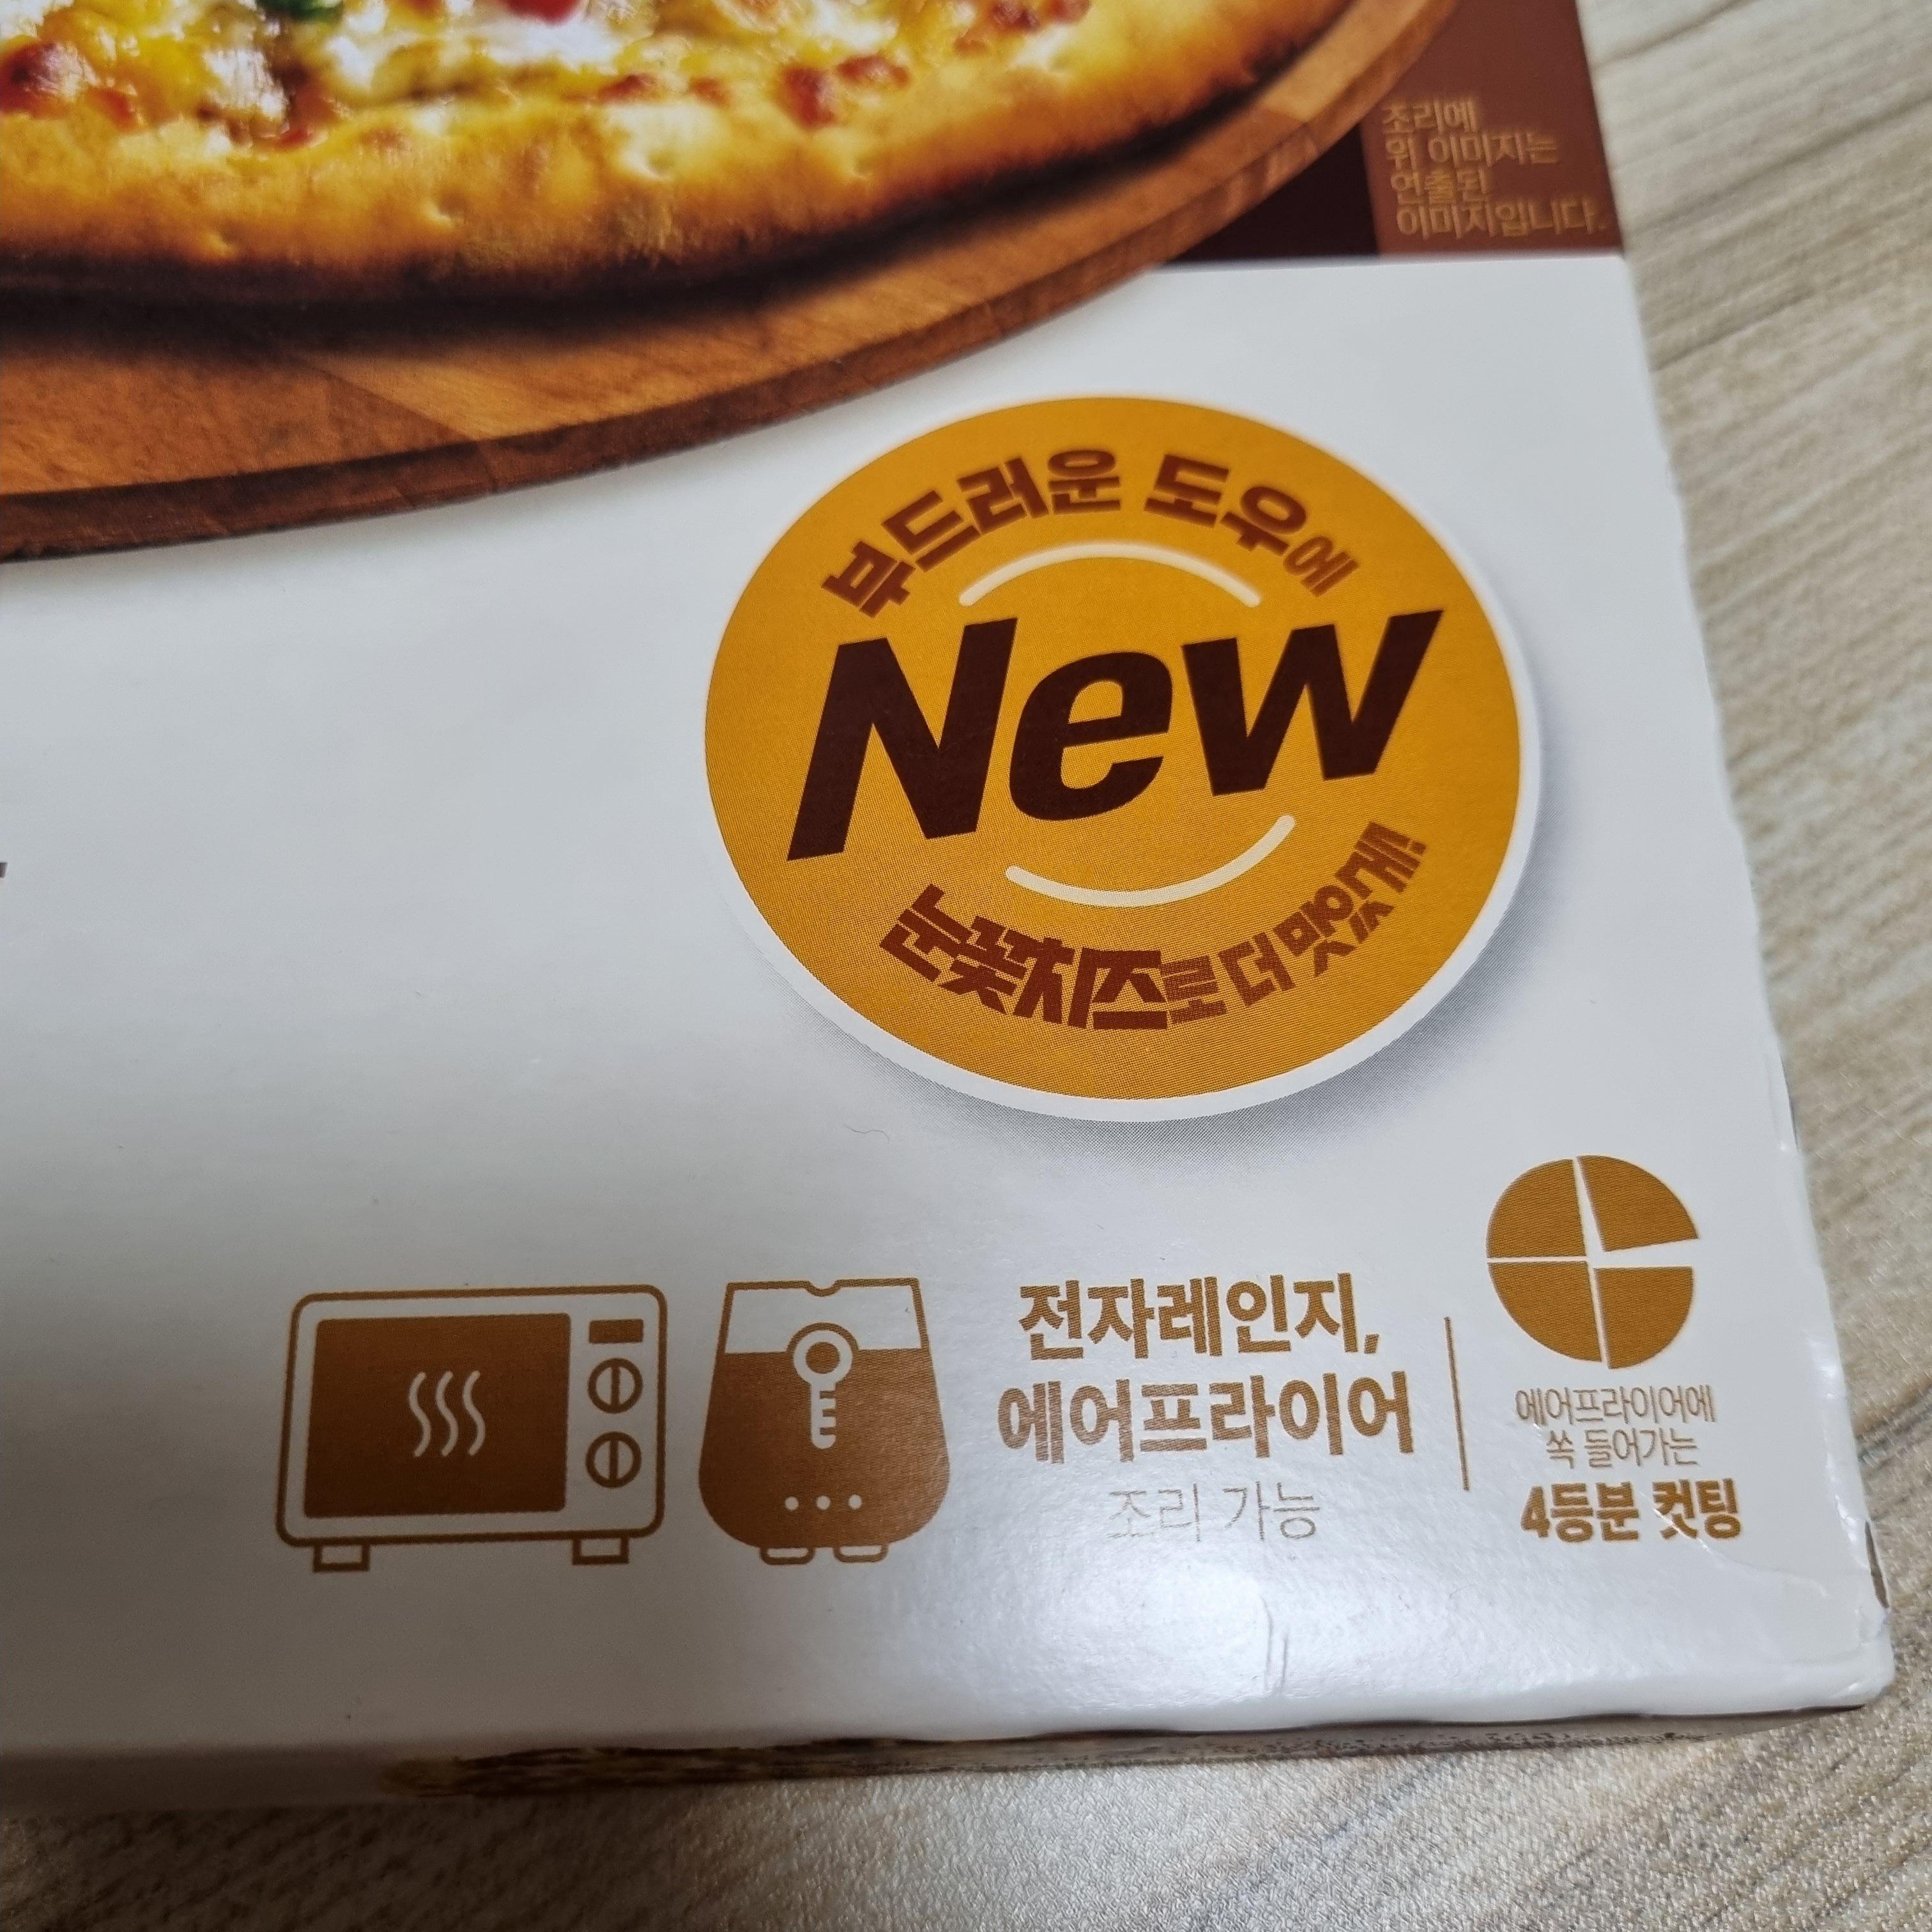 조리예
위 이미지는
연출된
이미지입니다.
부드러운 도우에
New
눈꽃치즈로 더 맛있게!
전자레인지,
에어프라이어
조리 가능
에어프라이어에
쏙 들어가는
4등분 컷팅